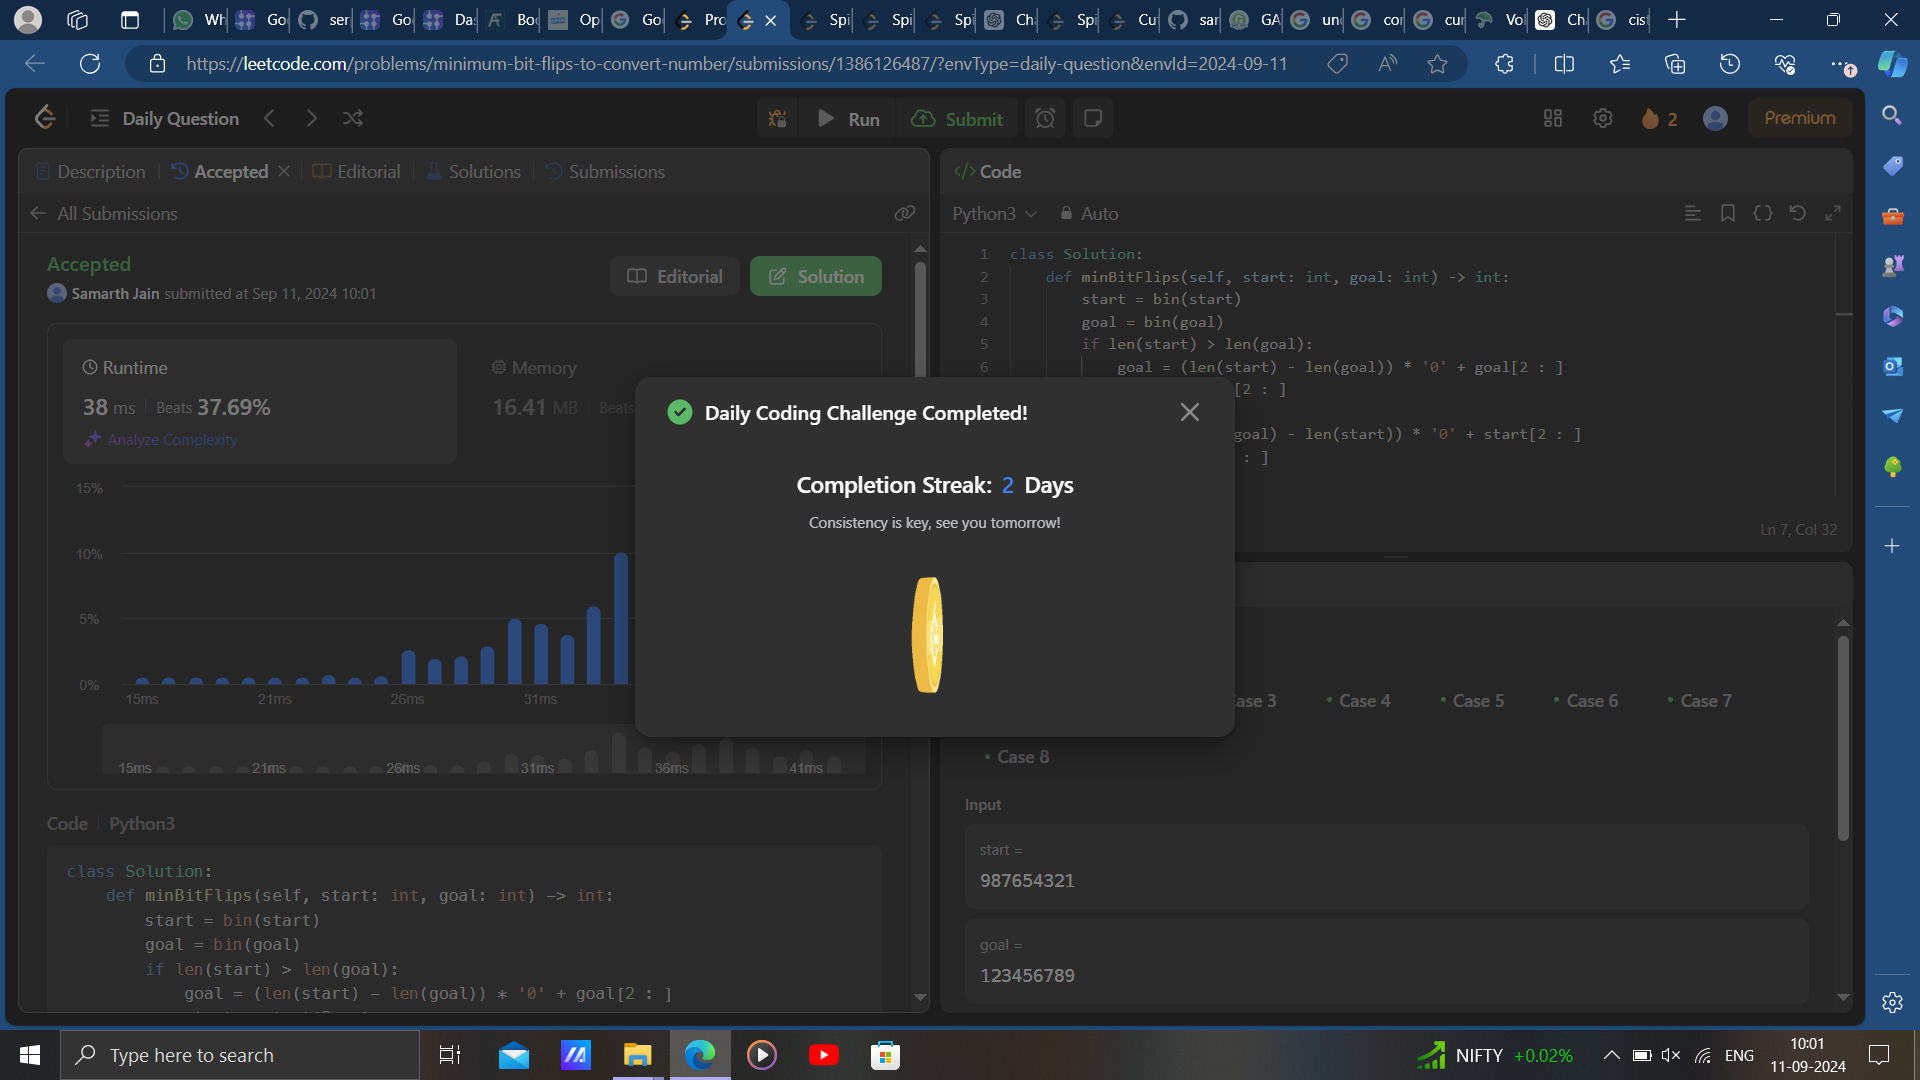 Wh
Go
ser
Go
Da
Bo
Op
Go
Pro
Spi
Spi
Spi
Ch
Spi
Cu
sar
GA
un
cor
cur
Vo
Ch
cis
https://leetcode.com/problems/minimum-bit-flips-to-convert-number/submissions/1386126487/?envType=daily-question&envId=2024-09-11
Daily Question
Run
Submit
2
Premium
Description
Accepted
Editorial
Solutions
Submissions
All Submissions
Accepted
Samarth Jain submitted at Sep 11, 2024 10:01
Editorial
Solution
Runtime
38 ms
Beats 37.69%
Analyze Complexity
Memory
16.41 MB
Beats
15%
10%
5%
0%
15ms
21ms
26ms
31ms
15ms
21ms
26ms
31ms
36ms
41ms
Code
Python3
class Solution:
def minBitFlips(self, start: int, goal: int) -> int:
start = bin(start)
goal = bin(goal)
if len(start) > len(goal):
goal = (len(start) - len(goal)) * '0' + goal[2 : ]
Daily Coding Challenge Completed!
Completion Streak: 2 Days
Consistency is key, see you tomorrow!
</> Code
Python3
Auto
1 class Solution:
2 def minBitFlips(self, start: int, goal: int) -> int:
3 start = bin(start)
4 goal = bin(goal)
5 if len(start) > len(goal):
6 goal = (len(start) - len(goal)) * '0' + goal[2 : ]
[2 : ]
goal) - len(start)) * '0' + start[2 : ]
: ]
Ln 7, Col 32
ase 3
Case 4
Case 5
Case 6
Case 7
Case 8
Input
start =
987654321
goal =
123456789
Type here to search
NIFTY +0.02%
ENG
10:01
11-09-2024